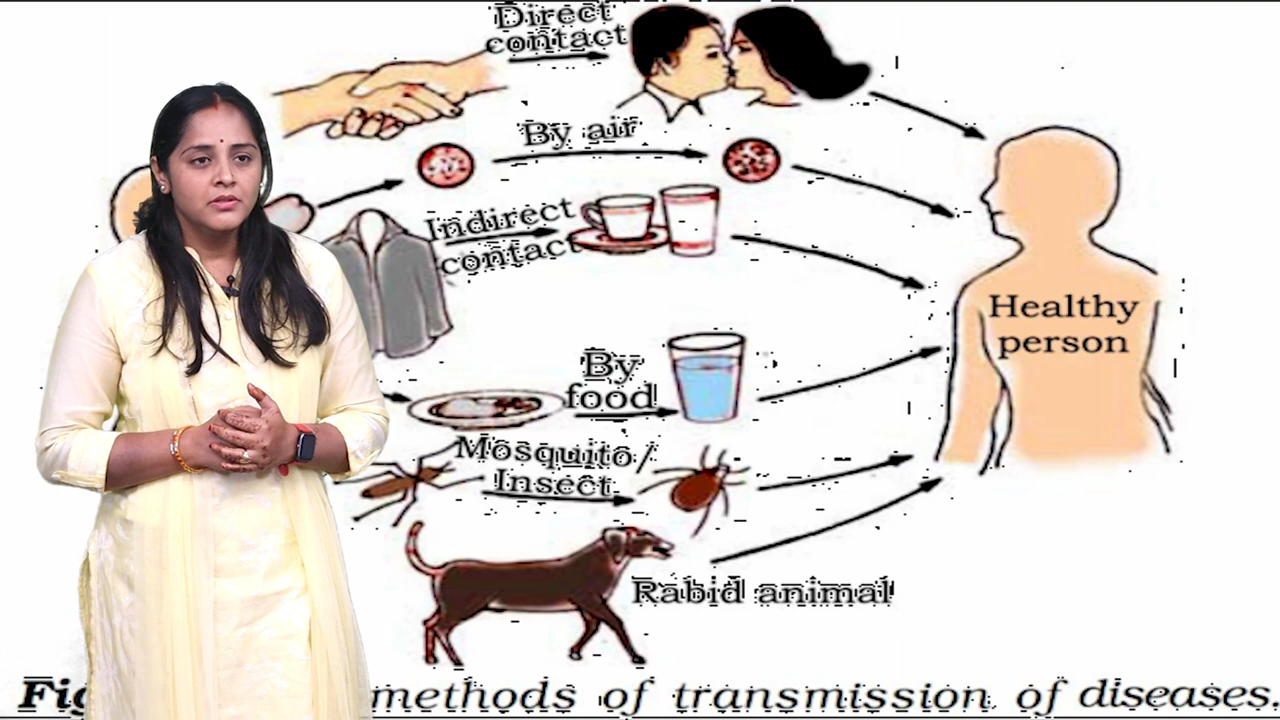 Direct
contact
By air
Indirect
contact
Healthy
person
By
food
Mosquito/
Insect
Rabid animal
Fig methods of transmission of diseases.